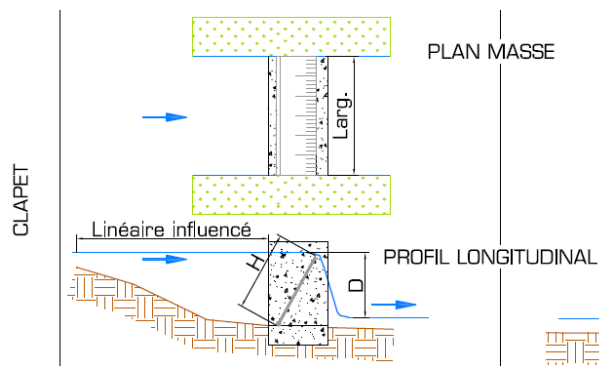 PLAN MASSE
Larg.
CLAPET
Linéaire influencé
H
D
PROFIL LONGITUDINAL